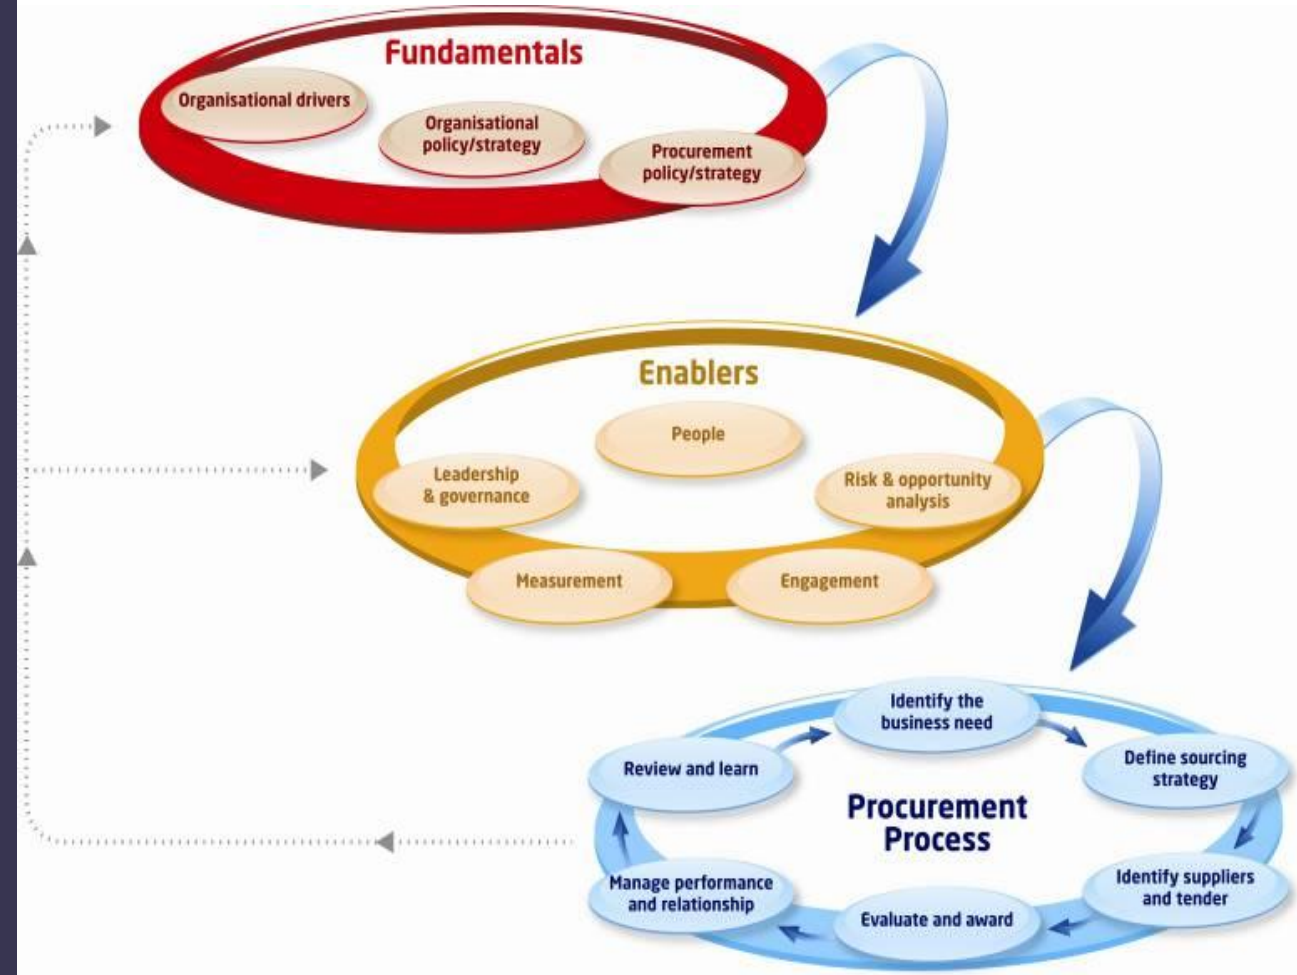 Fundamentals
Organisational drivers
Organisational
policy/strategy
Procurement
policy/strategy
Enablers
People
Leadership
& governance
Risk & opportunity
analysis
Measurement
Engagement
Identify the
business need
Review and learn
Define sourcing
strategy
Procurement
Process
Manage performance
and relationship
Identify suppliers
and tender
Evaluate and award